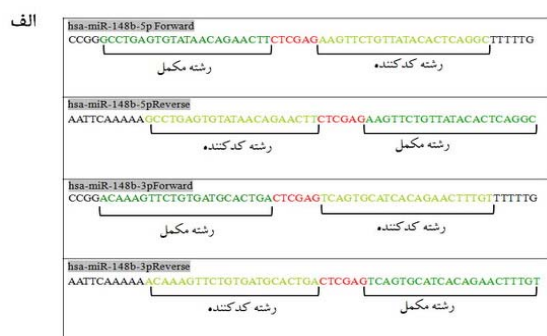 الف
hsa-miR-148b-5p Forward
CCGGGCCTGAGTGTATAACAGAACTTCTCGAGAAGTTCTGTTATACACTCAGGCTTTTTG
رشته مکمل
رشته کدکننده
hsa-miR-148b-5pReverse
AATTCAAAAAGCCTGAGTGTATAACAGAACTTCTCGAGAAGTTCTGTTATACACTCAGGC
رشته کدکننده
رشته مکمل
hsa-miR-148b-3pForward
CCGGACAAAGTTCTGTGATGCACTGACTCGAGTCAGTGCATCACAGAACTTTGTTTTTTG
رشته مکمل
رشته کدکننده
hsa-miR-148b-3pReverse
AATTCAAAAAACAAAGTTCTGTGATGCACTGACTCGAGTCAGTGCATCACAGAACTTTGT
رشته کدکننده
رشته مکمل